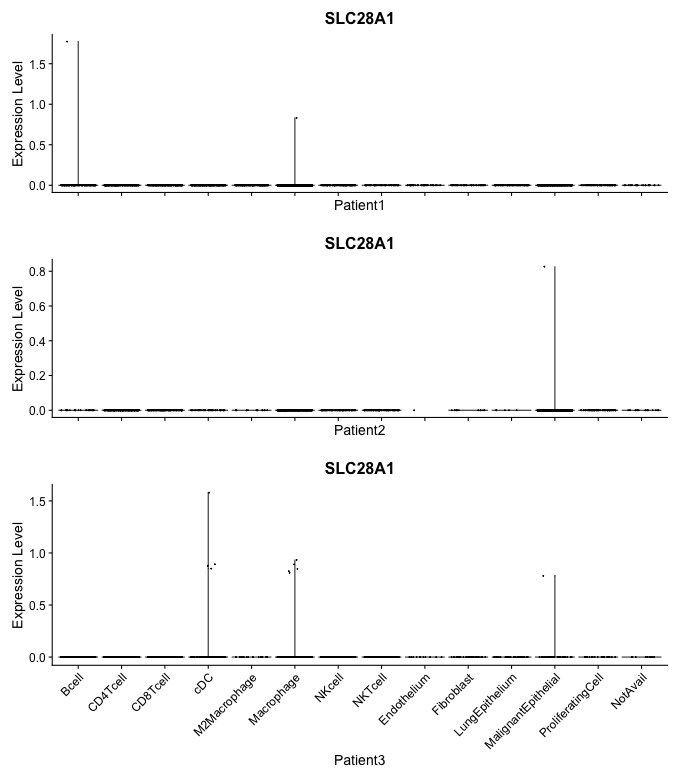 SLC28A1
Expression Level
1.5
1.0
0.5
0.0
Patient1
SLC28A1
Expression Level
0.8
0.6
0.4
0.2
0.0
Patient2
SLC28A1
Expression Level
1.5
1.0
0.5
0.0
Bcell
CD4Tcell
CD8Tcell
cDC
M2Macrophage
Macrophage
NKcell
NKTcell
Endothelium
Fibroblast
LungEpithelium
MalignantEpithelial
ProliferatingCell
NotAvail
Patient3